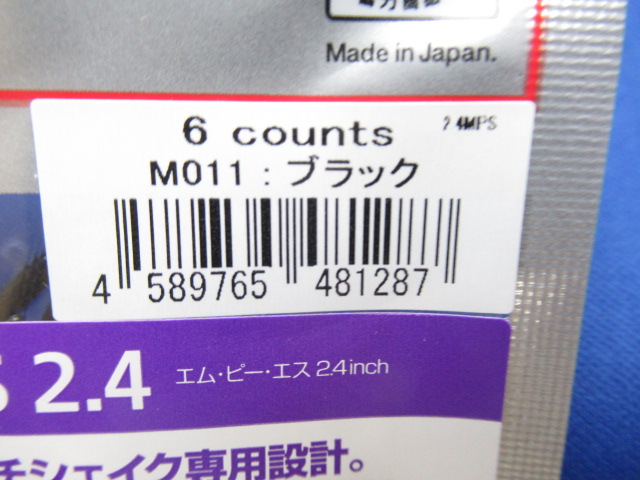 Made in Japan.
6 counts
2.4MPS
M011：ブラック
4 589765 481287
S 2.4 エム・ピー・エス 2.4inch
チシェイク専用設計。